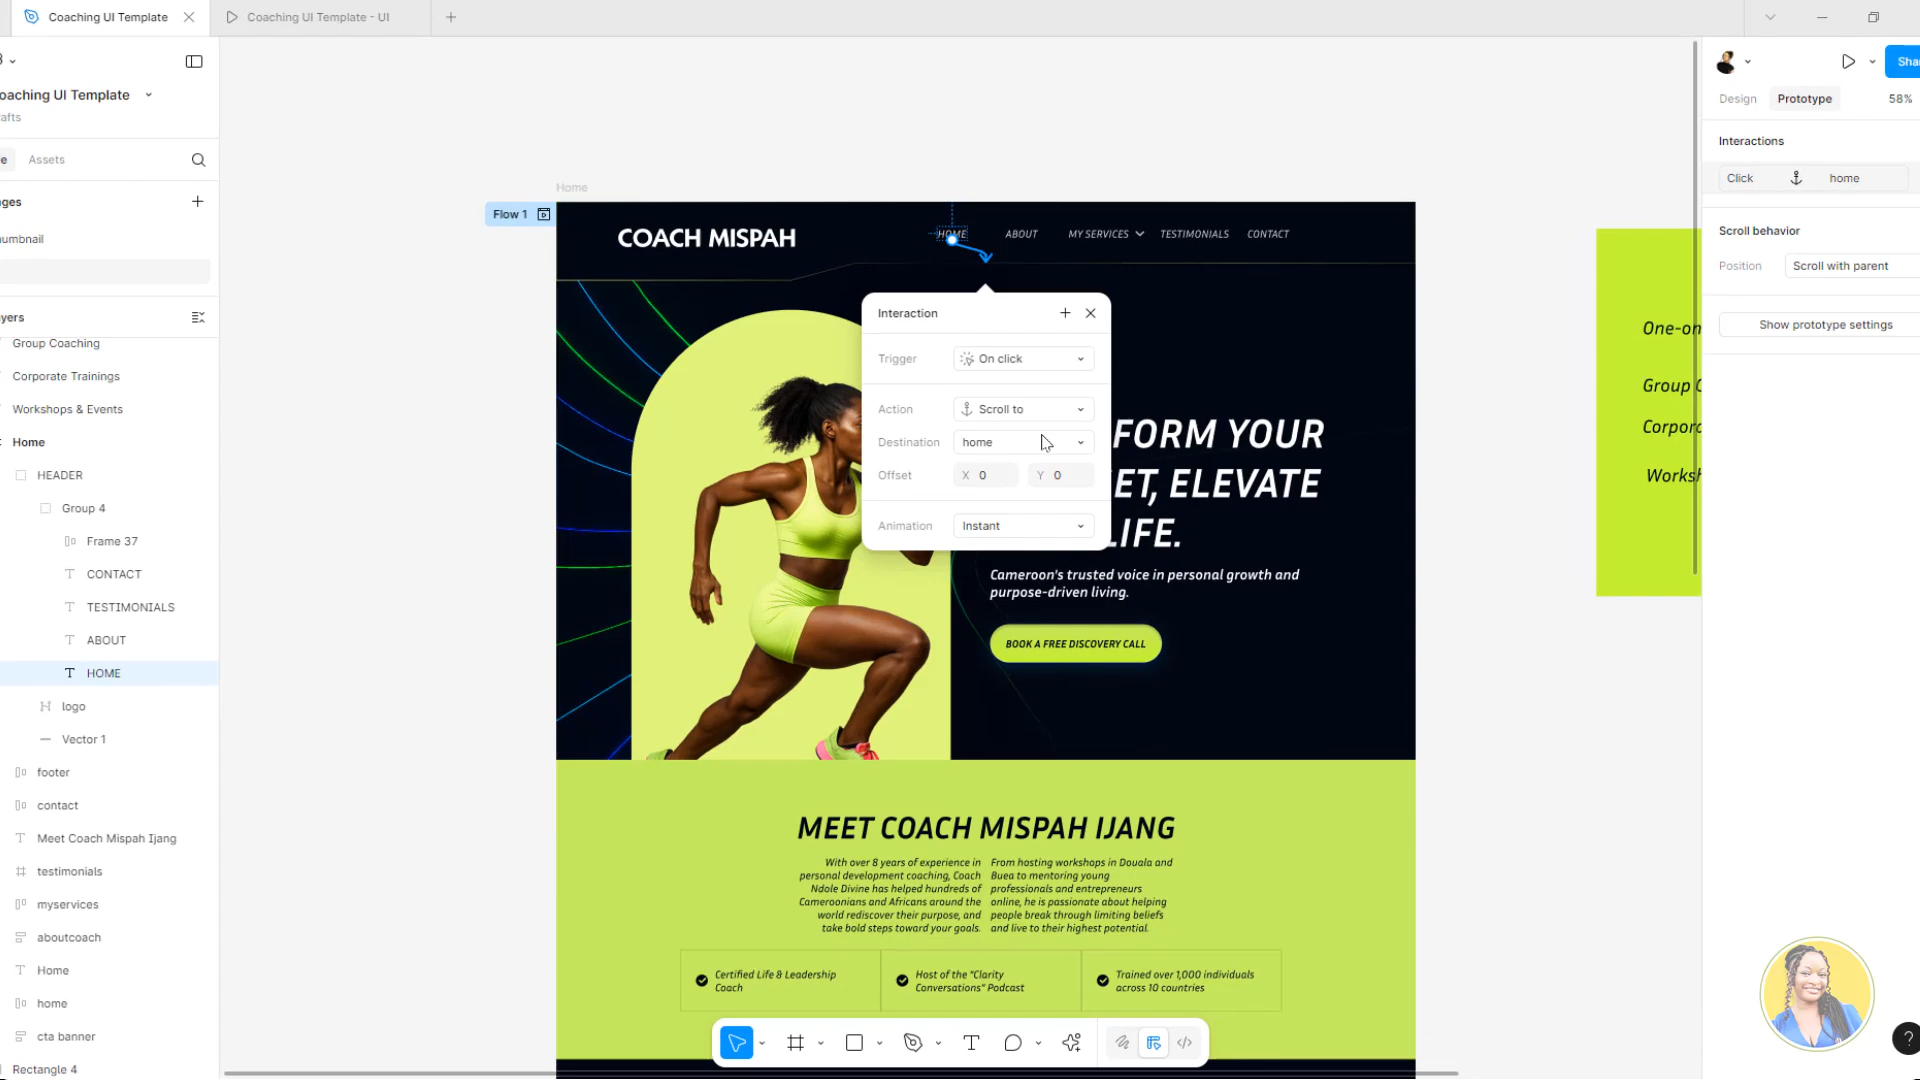 Coaching UI Template
Coaching UI Template - UI
oaching UI Template
afts
Assets
ges
umbnail
yers
Group Coaching
Corporate Trainings
Workshops & Events
Home
HEADER
Group 4
Frame 37
CONTACT
TESTIMONIALS
ABOUT
HOME
logo
Vector 1
footer
contact
Meet Coach Mispah Ijang
testimonials
myservices
aboutcoach
Home
home
cta banner
Rectangle 4
Home
Flow 1
COACH MISPAH
HOME
ABOUT
MY SERVICES
TESTIMONIALS
CONTACT
Interaction
Trigger
On click
Action
Scroll to
Destination
home
Offset
X 0
Y 0
Animation
Instant
FORM YOUR
ET, ELEVATE
LIFE.
Cameroon's trusted voice in personal growth and
purpose-driven living.
BOOK A FREE DISCOVERY CALL
MEET COACH MISPAH IJANG
With over 8 years of experience in
personal development coaching, Coach
Ndole Divine has helped hundreds of
Cameroonians and Africans around the
world rediscover their purpose, and
take bold steps toward your goals.
From hosting workshops in Douala and
Buea to mentoring young
professionals and entrepreneurs
online, he is passionate about helping
people break through limiting beliefs
and live to their highest potential.
Certified Life & Leadership
Coach
Host of the "Clarity
Conversations" Podcast
Trained over 1,000 individuals
across 10 countries
One-on
Group C
Corpora
Worksh
Shar
Design
Prototype
58%
Interactions
Click
home
Scroll behavior
Position
Scroll with parent
Show prototype settings
?